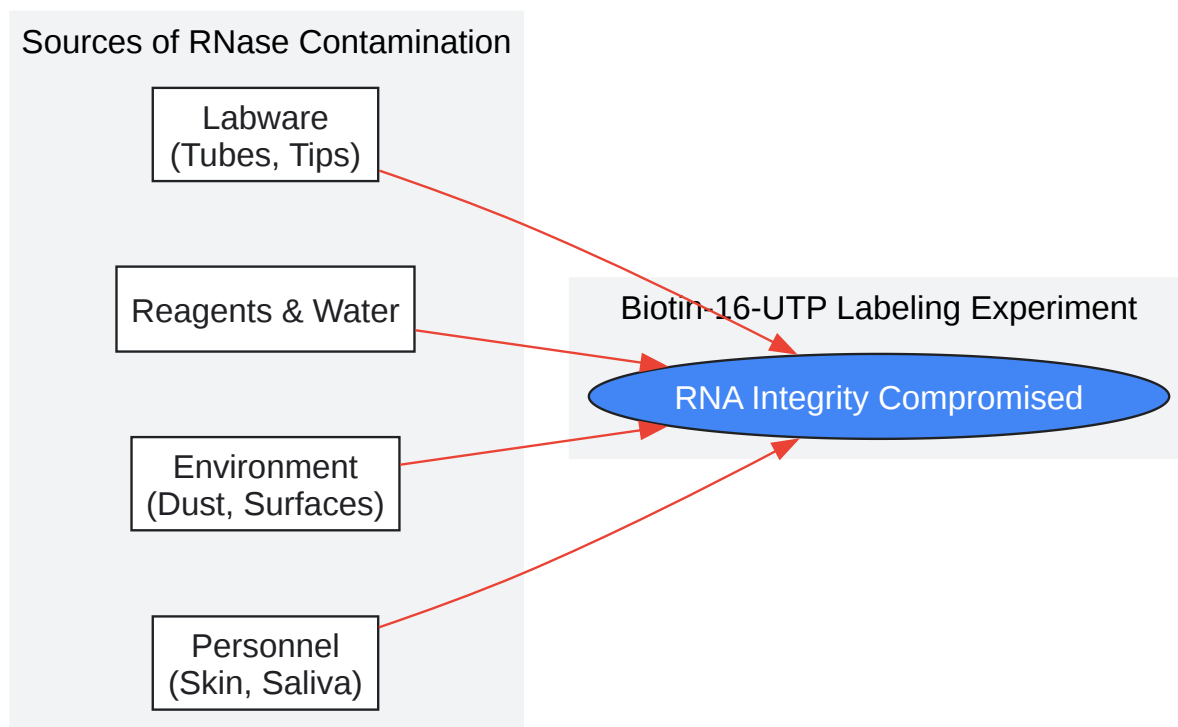 Sources of RNase Contamination
Labware
(Tubes, Tips)
Reagents & Water
Environment
(Dust, Surfaces)
Personnel
(Skin, Saliva)
Biotin-16-UTP Labeling Experiment
RNA Integrity Compromised